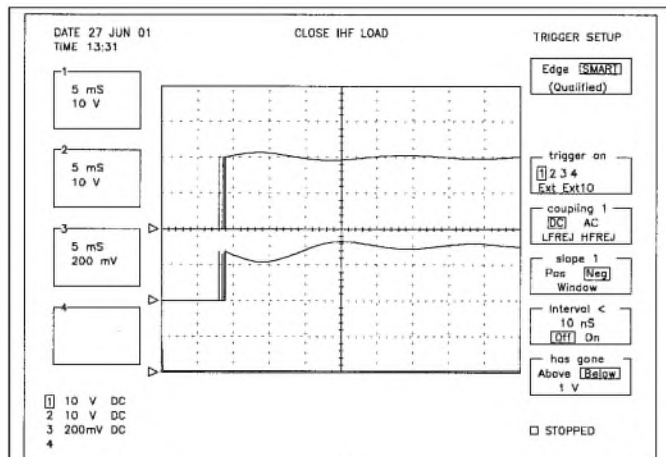 DATE 27 JUN 01
TIME 13:31
CLOSE IHF LOAD
TRIGGER SETUP
1
5 mS
10 V
2
5 mS
10 V
3
5 mS
200 mV
4
1 10 V DC
2 10 V DC
3 200mV DC
4
Edge SMART
(Qualified)
trigger on
1 2 3 4
Ext Ext10
coupling 1
DC AC
LFREJ HFREJ
slope 1
Pos Neg
Window
Interval <
10 nS
Off On
has gone
Above Below
1 V
STOPPED